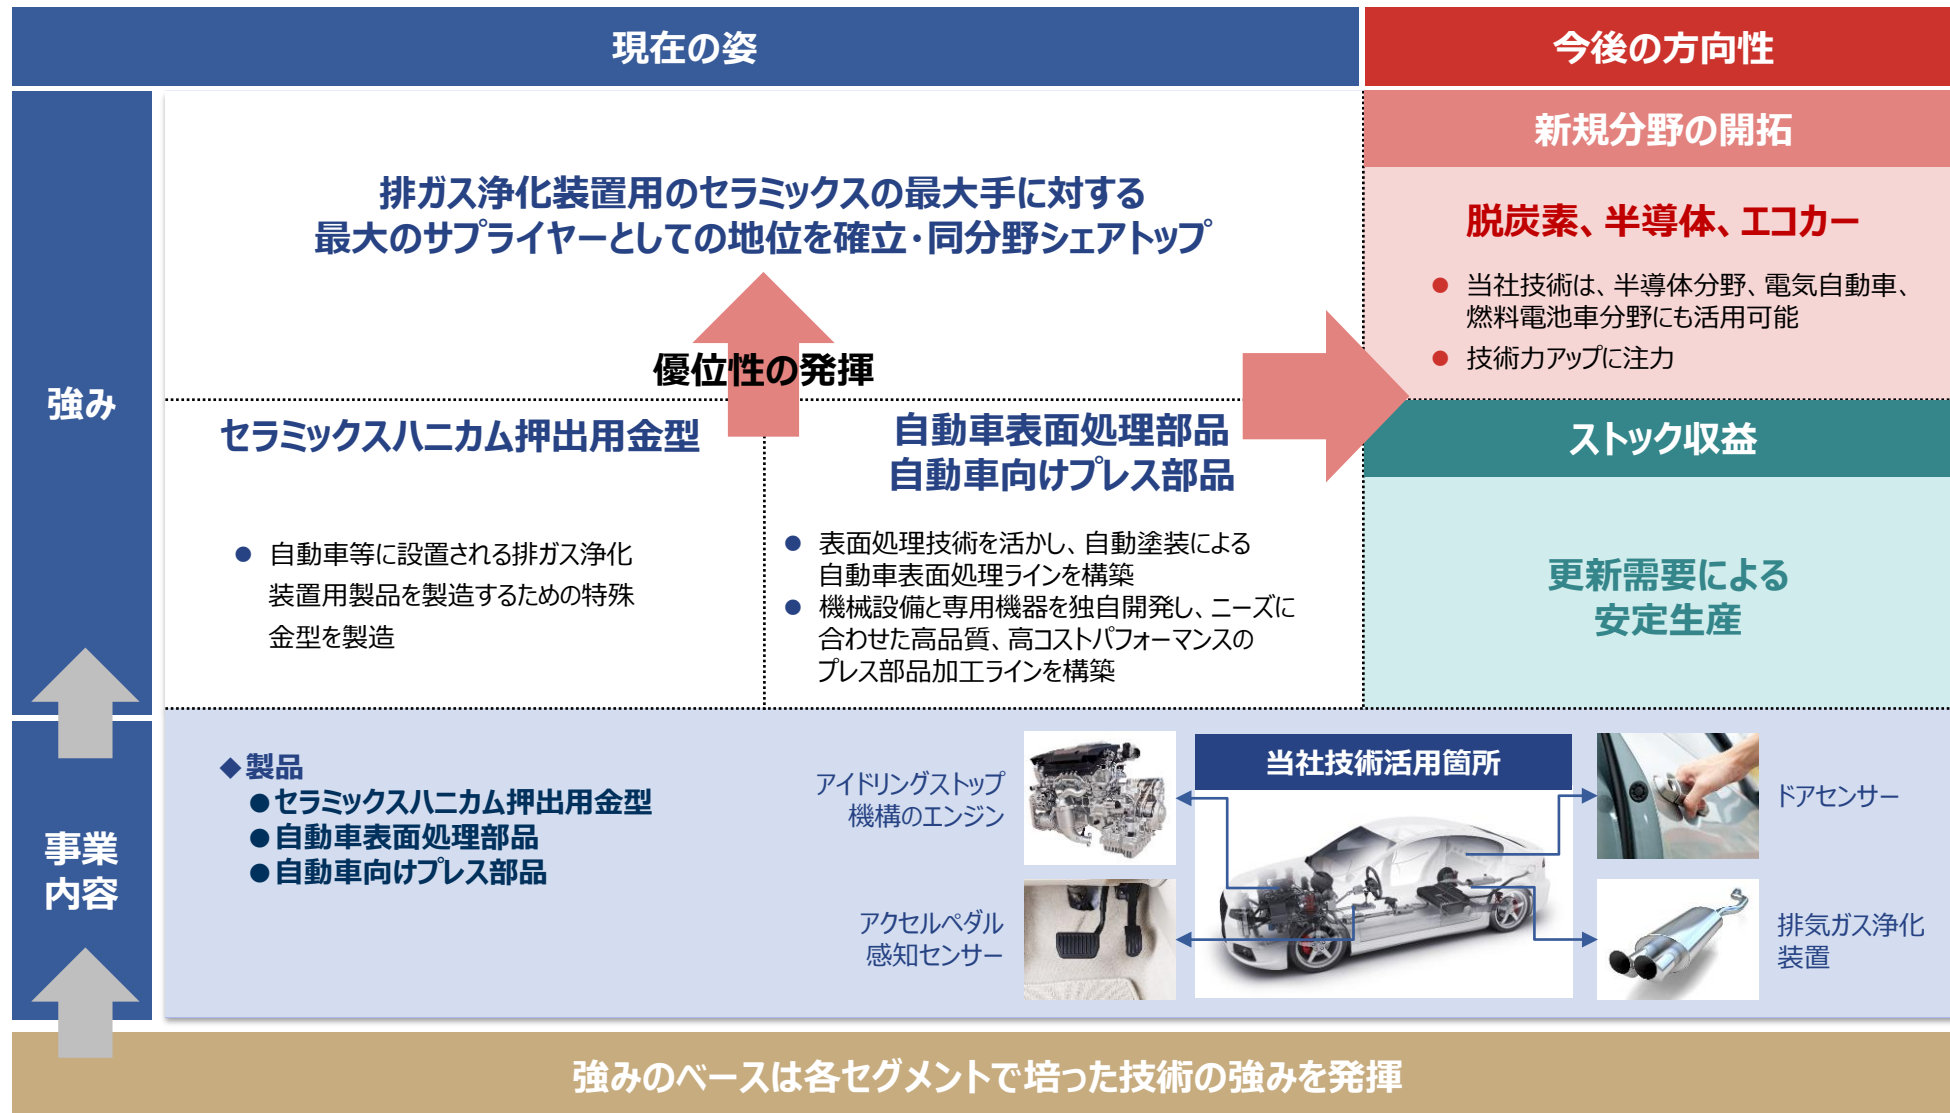 現在の姿
今後の方向性
強み
排ガス浄化装置用のセラミックスの最大手に対する
最大のサプライヤーとしての地位を確立・同分野シェアトップ
優位性の発揮
新規分野の開拓
脱炭素、半導体、エコカー
● 当社技術は、半導体分野、電気自動車、
燃料電池車分野にも活用可能
● 技術力アップに注力
セラミックスハニカム押出用金型
● 自動車等に設置される排ガス浄化
装置用製品を製造するための特殊
金型を製造
自動車表面処理部品
自動車向けプレス部品
● 表面処理技術を活かし、自動塗装による
自動車表面処理ラインを構築
● 機械設備と専用機器を独自開発し、ニーズに
合わせた高品質、高コストパフォーマンスの
プレス部品加工ラインを構築
ストック収益
更新需要による
安定生産
事業
内容
◆製品
●セラミックスハニカム押出用金型
●自動車表面処理部品
●自動車向けプレス部品
アイドリングストップ
機構のエンジン
アクセルペダル
感知センサー
当社技術活用箇所
ドアセンサー
排気ガス浄化
装置
強みのベースは各セグメントで培った技術の強みを発揮